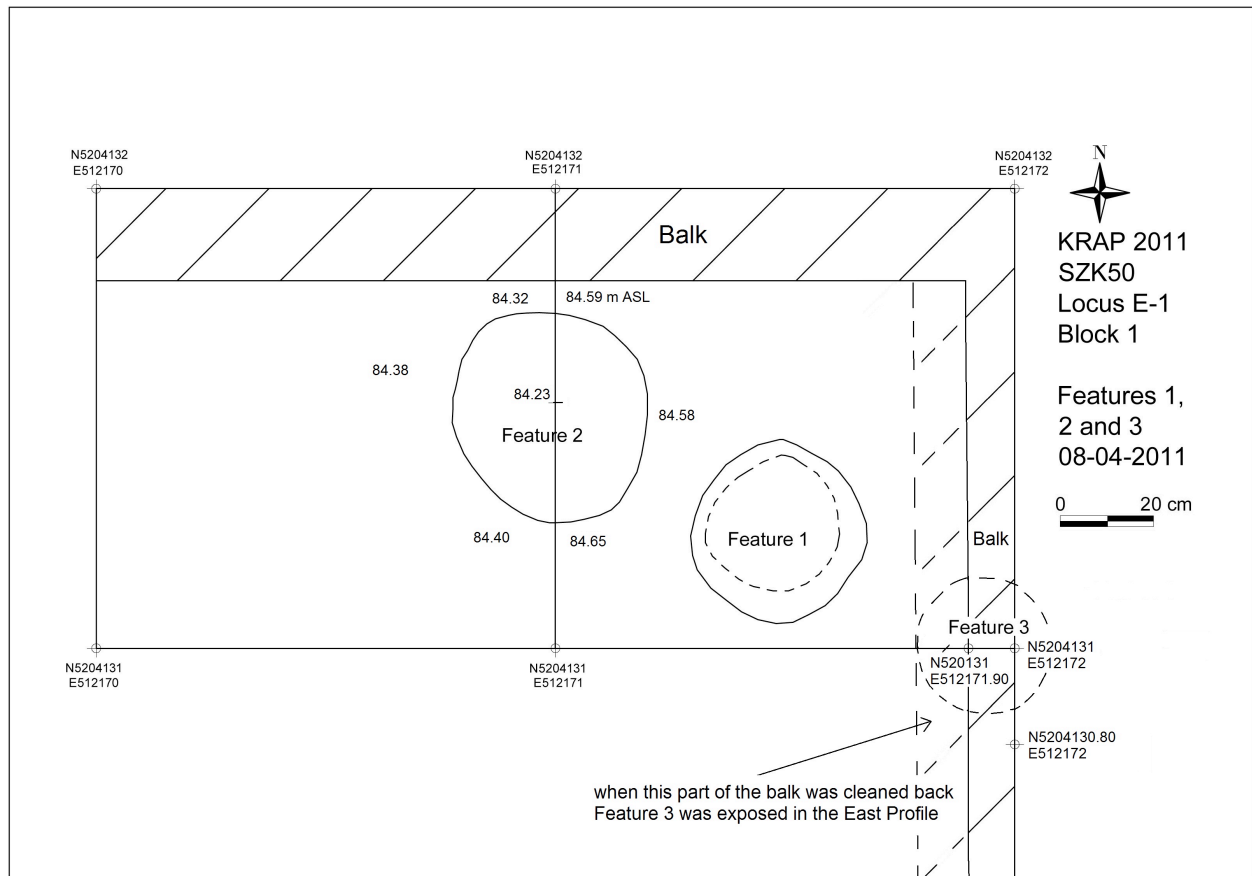 N5204132
E512170
N5204132
E512171
N5204132
E512172
N
Balk
KRAP 2011
SZK50
Locus E-1
Block 1
Features 1,
2 and 3
08-04-2011
0 20 cm
84.32
84.59 m ASL
84.38
84.23
84.58
Feature 2
84.40
84.65
Feature 1
Balk
Feature 3
N5204131
E512170
N5204131
E512171
N520131
E512171.90
N5204131
E512172
N5204130.80
E512172
when this part of the balk was cleaned back
Feature 3 was exposed in the East Profile